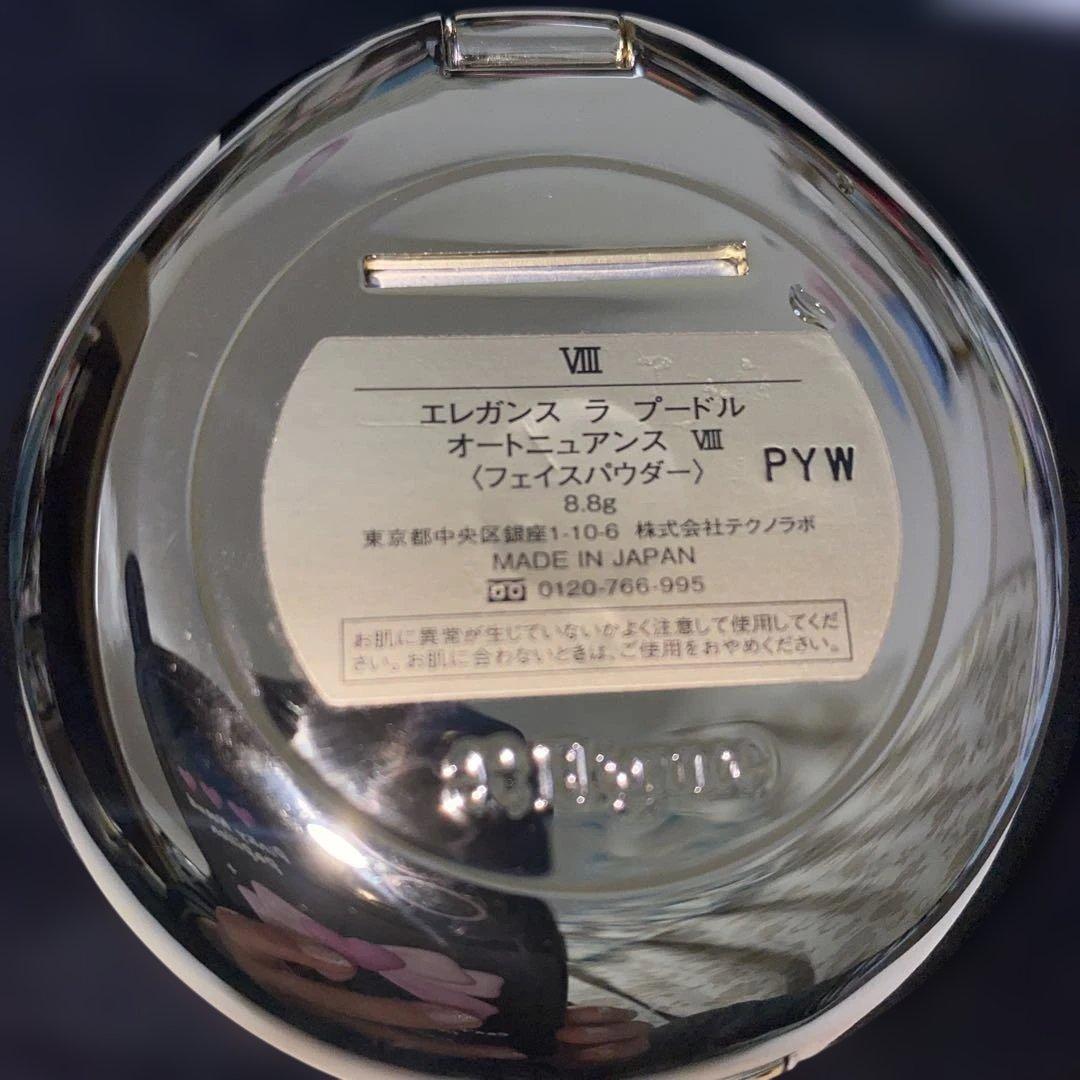 Ⅷ
エレガンス ラ プードル
オートニュアンス Ⅷ
〈フェイスパウダー〉
PYW
8.8g
東京都中央区銀座1-10-6 株式会社テクノラボ
MADE IN JAPAN
0120-766-995
お肌に異常が生じていないかよく注意して使用してくだ
さい。お肌に合わないときは、ご使用をおやめください。